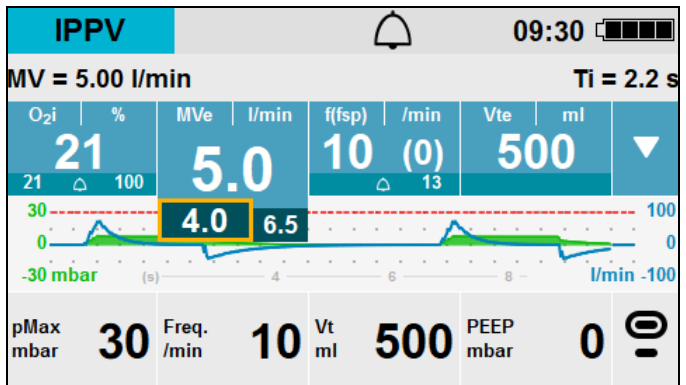 IPPV 09:30
MV = 5.00 l/min Ti = 2.2 s
O₂i % MVe l/min f(fsp) /min Vte ml
21 5.0 10 (0) 500
21 100 13
4.0 6.5
30 100
0 0
-30 mbar (s) 4 6 8 l/min -100
pMax mbar 30 Freq. /min 10 Vt ml 500 PEEP mbar 0